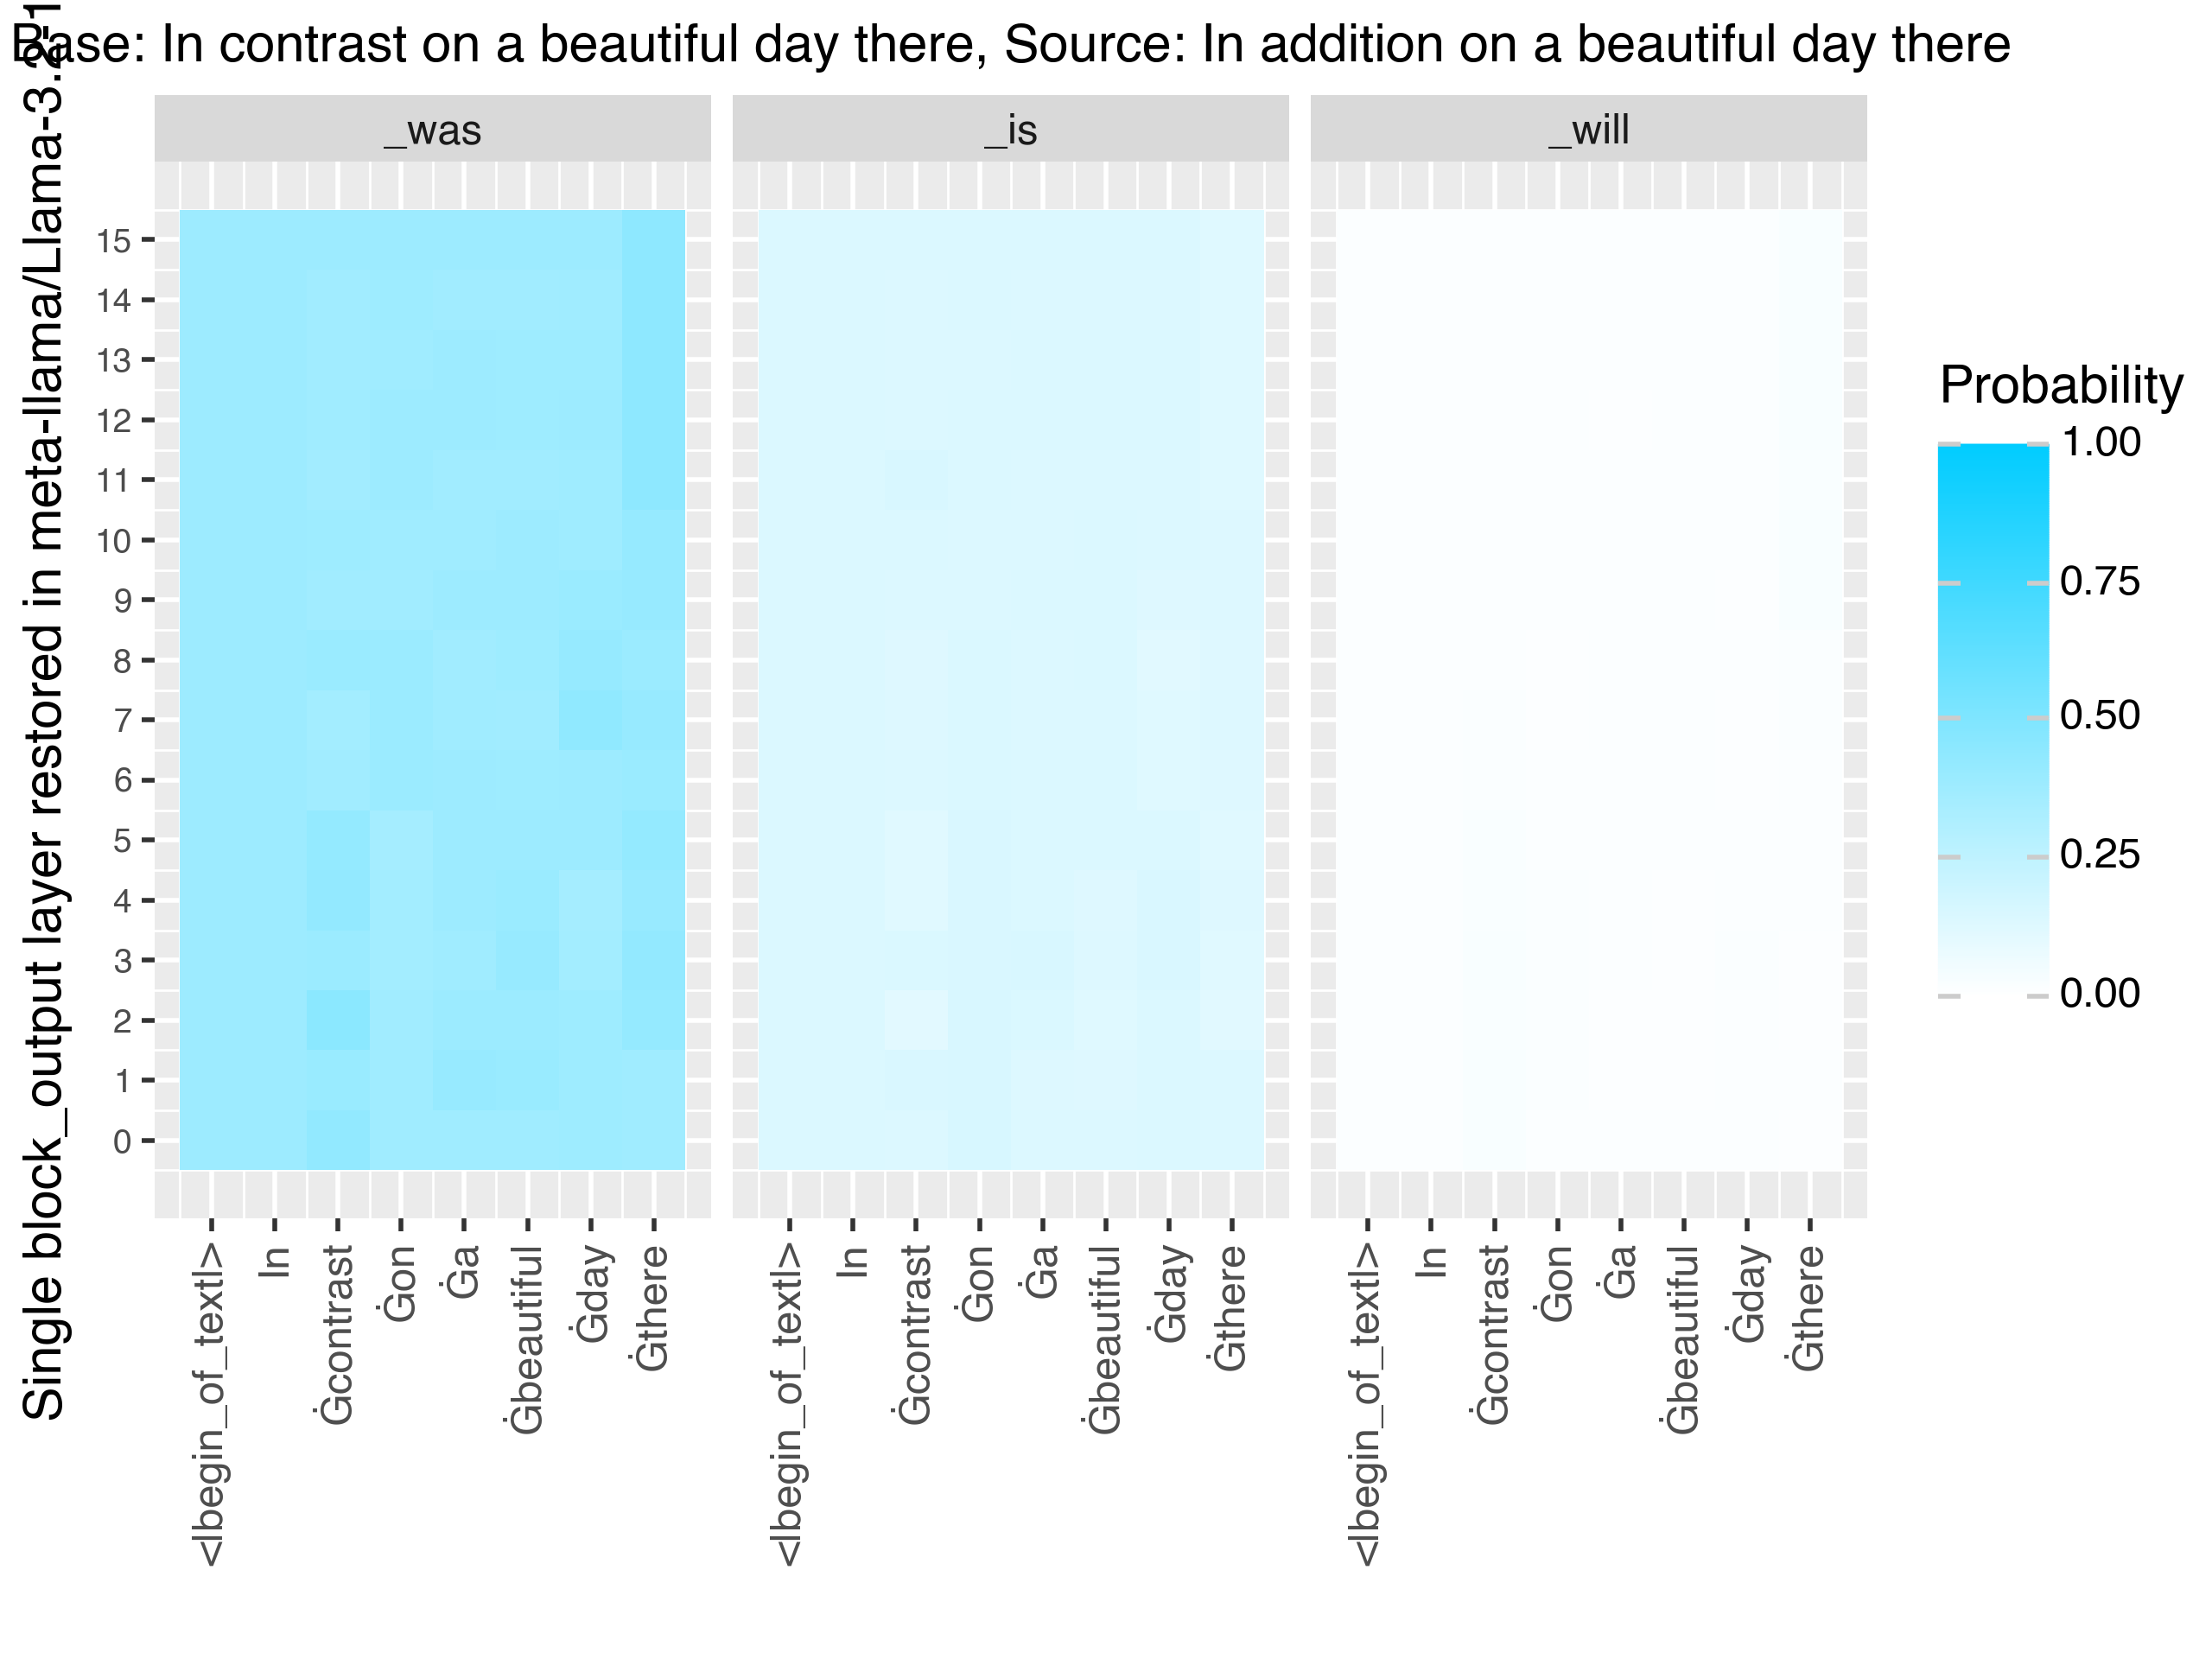 Base: In contrast on a beautiful day there, Source: In addition on a beautiful day there
Single block_output layer restored in meta-llama/Llama-3.2-1
_was
_is
_will
15
14
13
12
11
10
9
8
7
6
5
4
3
2
1
0
<|begin_of_text|>
In
Ġcontrast
Ġon
Ġa
Ġbeautiful
Ġday
Ġthere
<|begin_of_text|>
In
Ġcontrast
Ġon
Ġa
Ġbeautiful
Ġday
Ġthere
<|begin_of_text|>
In
Ġcontrast
Ġon
Ġa
Ġbeautiful
Ġday
Ġthere
Probability
1.00
0.75
0.50
0.25
0.00